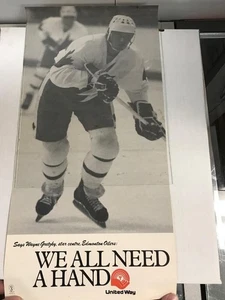 Says Wayne Gretzky, star centre, Edmonton Oilers:
WE ALL NEED
A HAND
United Way